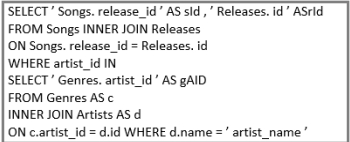 SELECT ' Songs. release_id ' AS sId , ' Releases. id ' ASrId
FROM Songs INNER JOIN Releases
ON Songs. release_id = Releases. id
WHERE artist_id IN
SELECT ' Genres. artist_id ' AS gAID
FROM Genres AS c
INNER JOIN Artists AS d
ON c.artist_id = d.id WHERE d.name = ' artist_name '